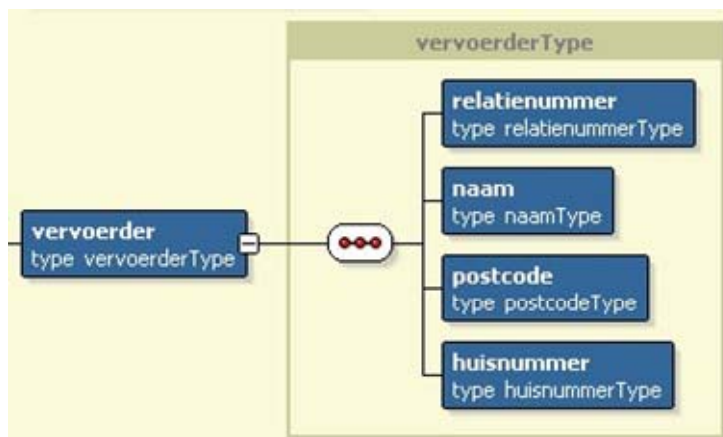 vervoerderType
relatienummer
type relatienummerType
naam
type naamType
vervoerder
type vervoerderType
postcode
type postcodeType
huisnummer
type huisnummerType